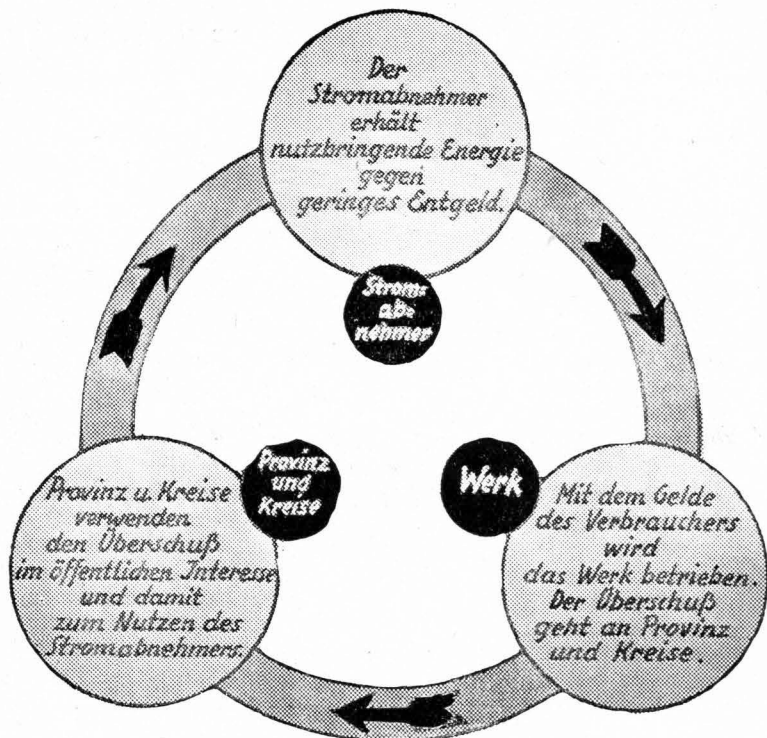 Der
Stromabnehmer
erhält
nutzbringende Energie
gegen
geringes Entgeld.
Strom=
ab=
nehmer
Provinz
und
Kreise
Werk
Provinz u. Kreise
verwenden
den Überschuß
im öffentlichen Interesse
und damit
zum Nutzen des
Stromabnehmers.
Mit dem Gelde
des Verbrauchers
wird
das Werk betrieben.
Der Überschuß
geht an Provinz
und Kreise.